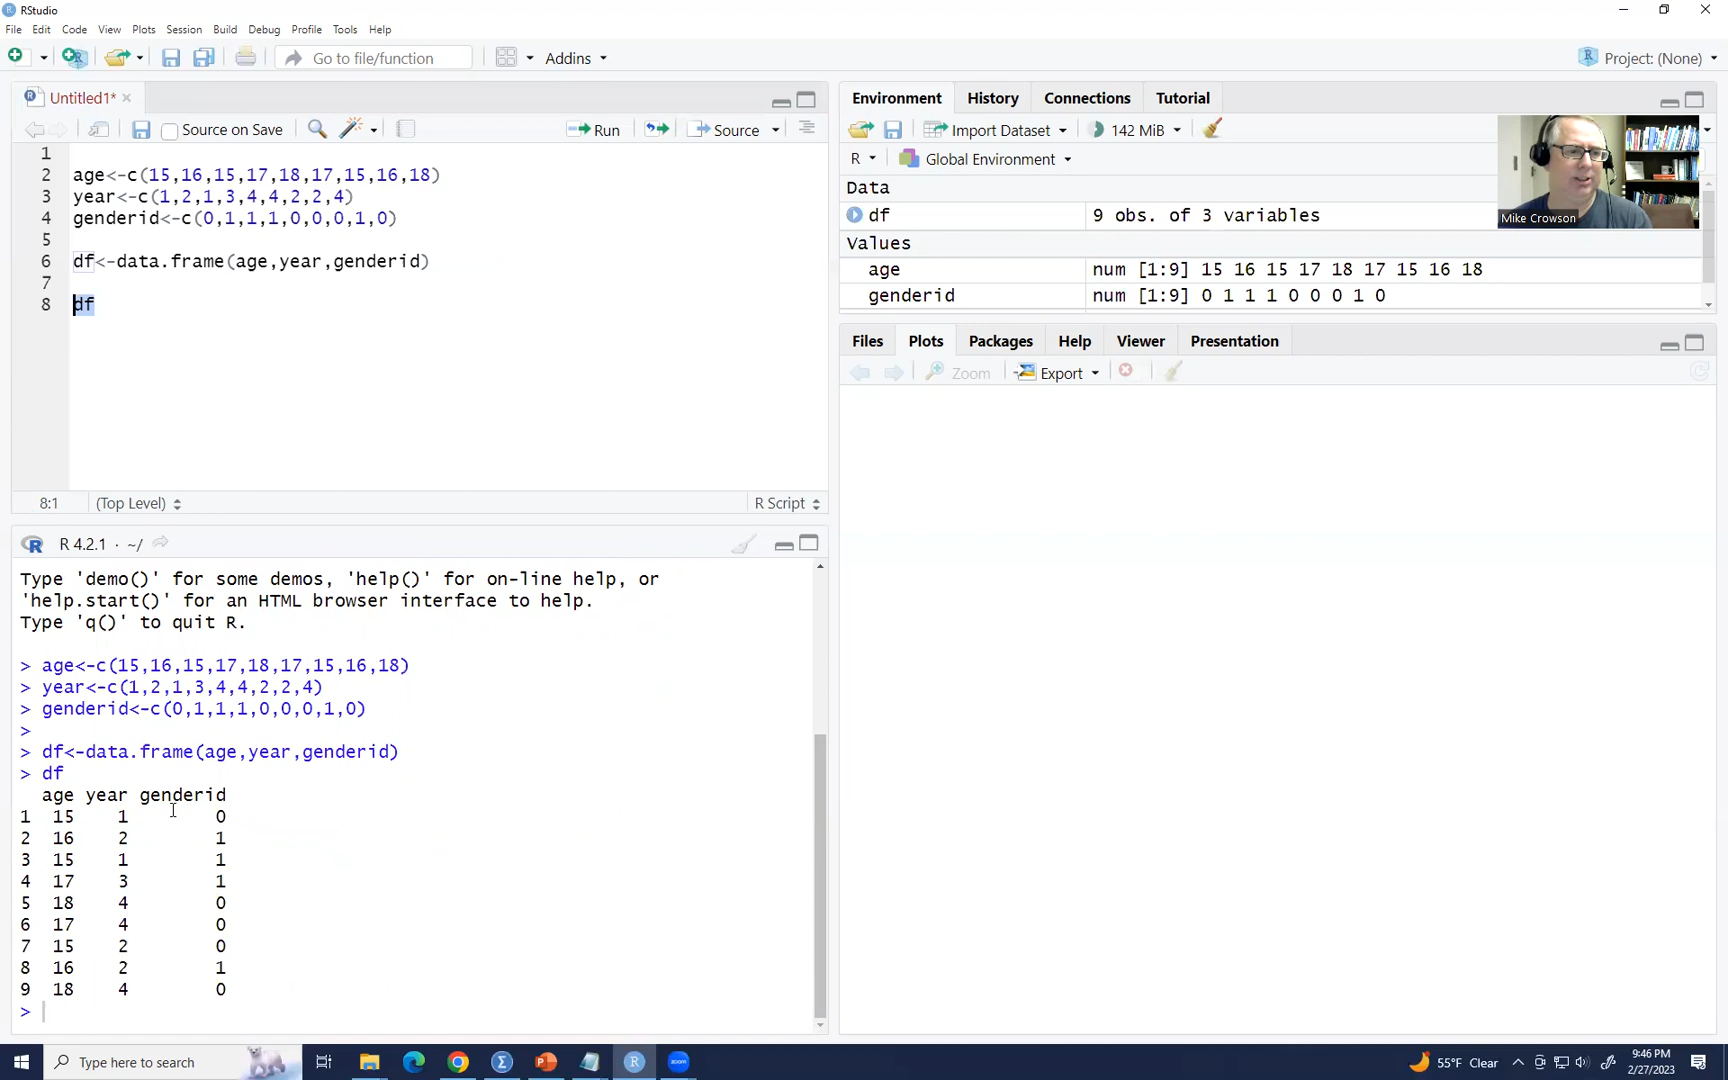 RStudio
File Edit Code View Plots Session Build Debug Profile Tools Help
Go to file/function Addins Project: (None)
Untitled1*
Source on Save Run Source
1
2 age<-c(15,16,15,17,18,17,15,16,18)
3 year<-c(1,2,1,3,4,4,2,2,4)
4 genderid<-c(0,1,1,1,0,0,0,1,0)
5
6 df<-data.frame(age,year,genderid)
7
8 df
8:1 (Top Level) R Script
R 4.2.1 · ~/
Type 'demo()' for some demos, 'help()' for on-line help, or
'help.start()' for an HTML browser interface to help.
Type 'q()' to quit R.
> age<-c(15,16,15,17,18,17,15,16,18)
> year<-c(1,2,1,3,4,4,2,2,4)
> genderid<-c(0,1,1,1,0,0,0,1,0)
>
> df<-data.frame(age,year,genderid)
> df
age year genderid
1 15 1 0
2 16 2 1
3 15 1 1
4 17 3 1
5 18 4 0
6 17 4 0
7 15 2 0
8 16 2 1
9 18 4 0
>
Environment History Connections Tutorial
Import Dataset 142 MiB
R Global Environment
Data
df 9 obs. of 3 variables
Values
age num [1:9] 15 16 15 17 18 17 15 16 18
genderid num [1:9] 0 1 1 1 0 0 0 1 0
Mike Crowson
Files Plots Packages Help Viewer Presentation
Zoom Export
Type here to search
zoom
55°F Clear
9:46 PM
2/27/2023